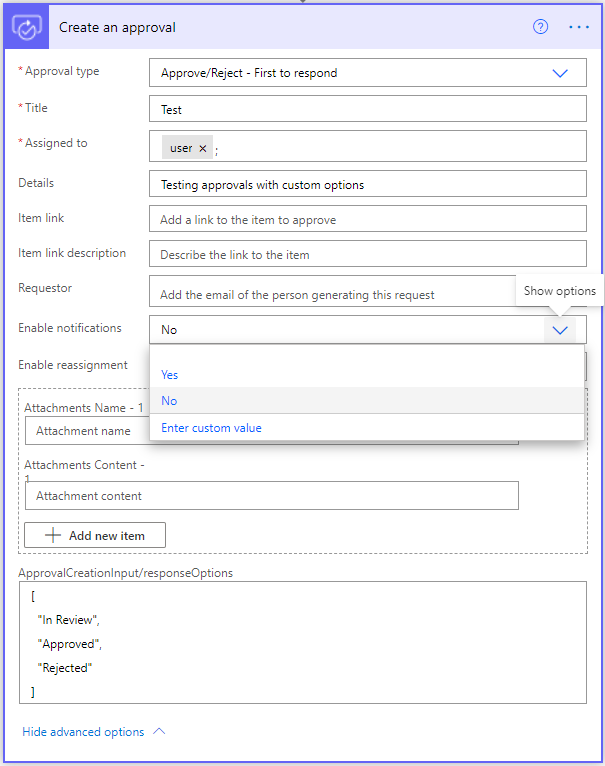 Create an approval
* Approval type
Approve/Reject - First to respond
* Title
Test
* Assigned to
user × ;
Details
Testing approvals with custom options
Item link
Add a link to the item to approve
Item link description
Describe the link to the item
Requestor
Add the email of the person generating this request
Show options
Enable notifications
No
Enable reassignment
Yes
No
Enter custom value
Attachments Name - 1
Attachment name
Attachments Content -
1
Attachment content
Add new item
ApprovalCreationInput/responseOptions
[
"In Review",
"Approved",
"Rejected"
]
Hide advanced options